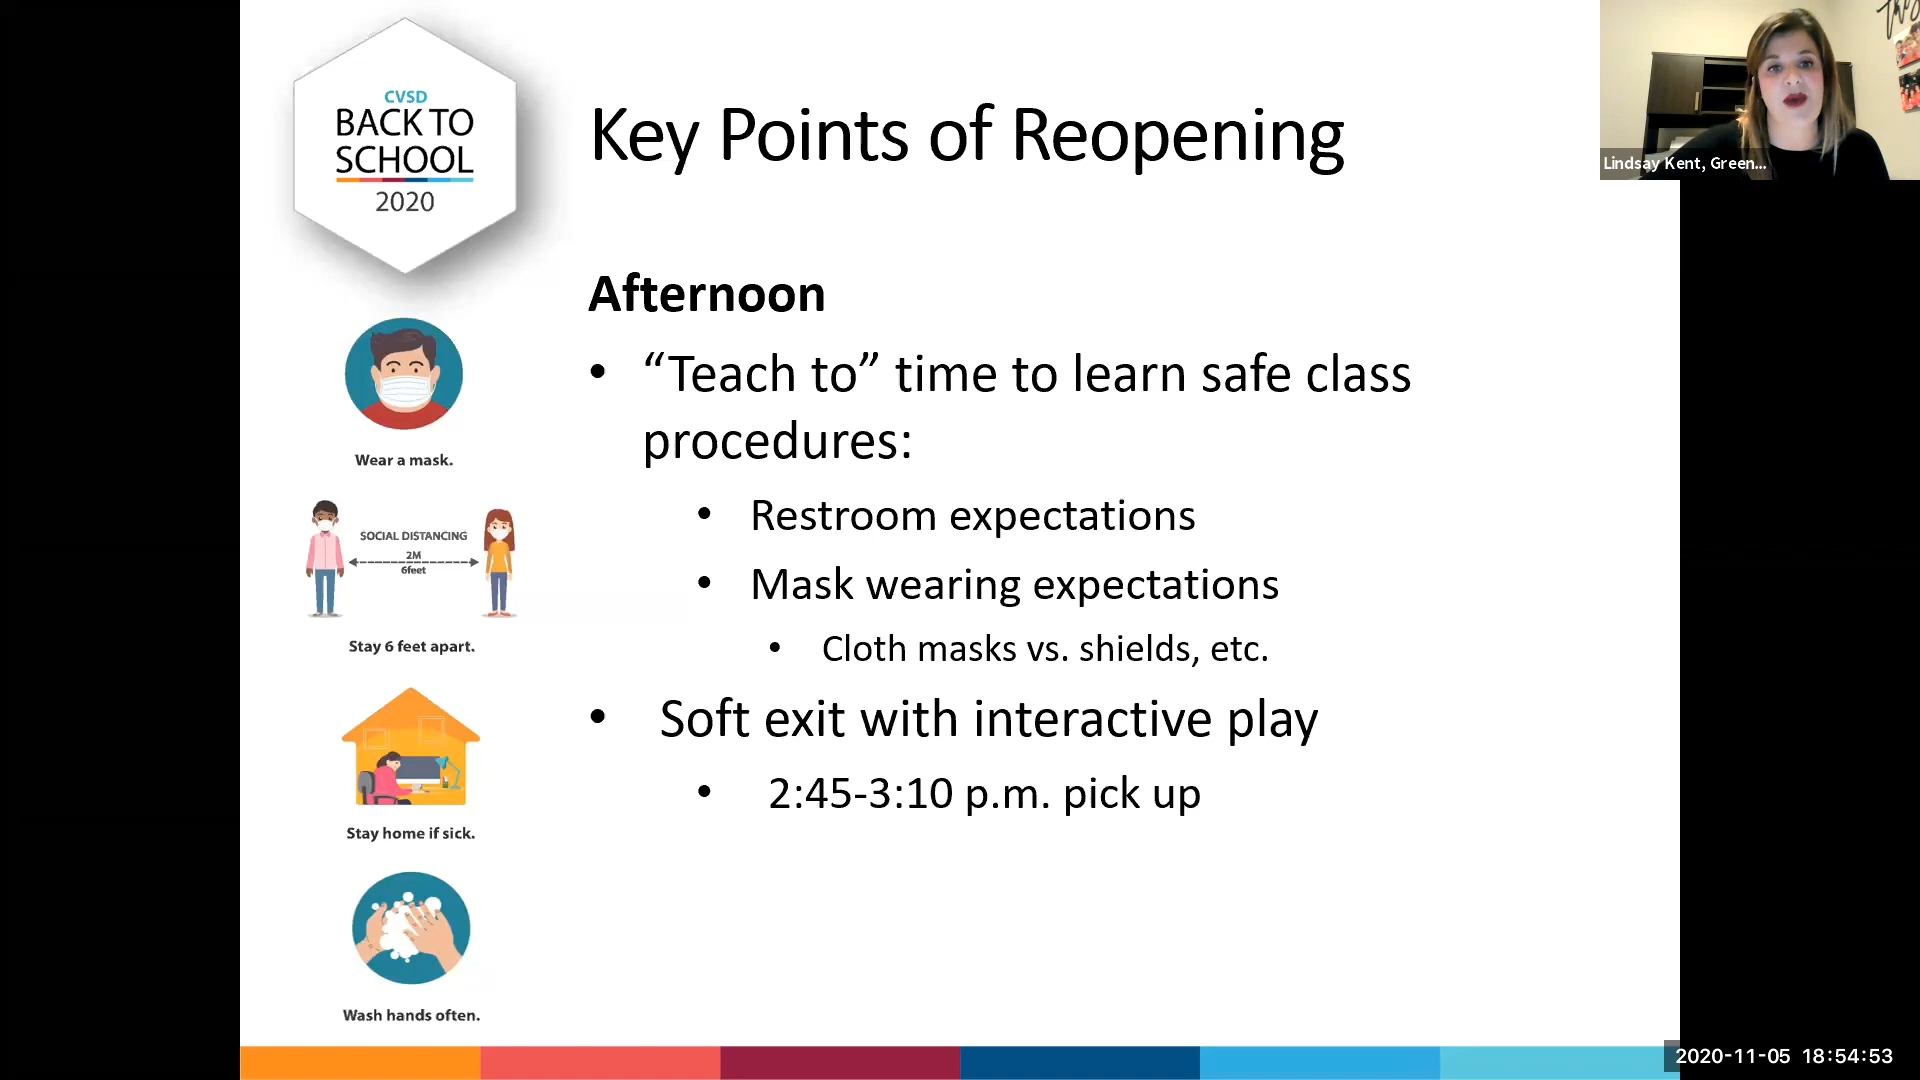 CVSD
BACK TO
SCHOOL
2020
Key Points of Reopening
Lindsay Kent, Green...
Afternoon
• “Teach to” time to learn safe class
procedures:
• Restroom expectations
• Mask wearing expectations
• Cloth masks vs. shields, etc.
• Soft exit with interactive play
• 2:45-3:10 p.m. pick up
Wear a mask.
SOCIAL DISTANCING
2M
6feet
Stay 6 feet apart.
Stay home if sick.
Wash hands often.
2020-11-05 18:54:53